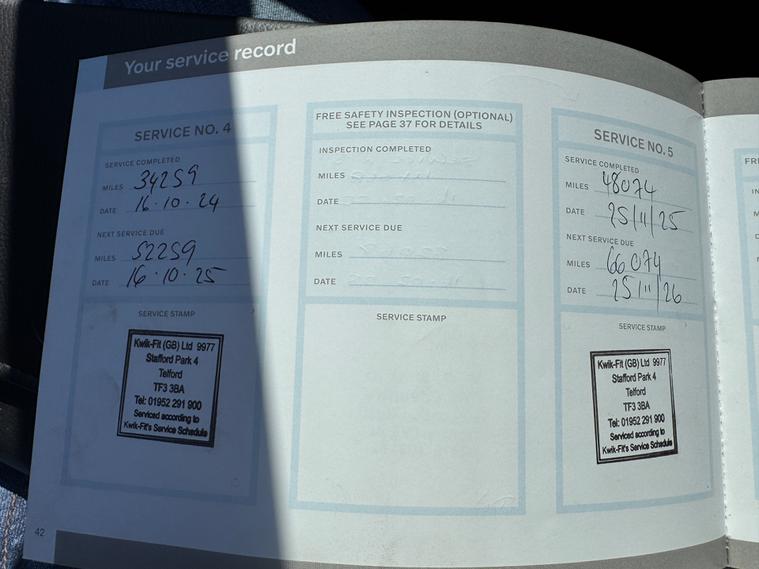 Your service record
SERVICE NO. 4
SERVICE COMPLETED
MILES 34259
DATE 16.10.24
NEXT SERVICE DUE
MILES 52259
DATE 16.10.25
SERVICE STAMP
Kwik-Fit (GB) Ltd 9977
Stafford Park 4
Telford
TF3 3BA
Tel: 01952 291 900
Serviced according to
Kwik-Fit's Service Schedule
FREE SAFETY INSPECTION (OPTIONAL)
SEE PAGE 37 FOR DETAILS
INSPECTION COMPLETED
MILES
DATE
NEXT SERVICE DUE
MILES
DATE
SERVICE STAMP
SERVICE NO. 5
SERVICE COMPLETED
MILES 48074
DATE 25/11/25
NEXT SERVICE DUE
MILES 66074
DATE 25/11/26
SERVICE STAMP
Kwik-Fit (GB) Ltd 9977
Stafford Park 4
Telford
TF3 3BA
Tel: 01952 291 900
Serviced according to
Kwik-Fit's Service Schedule
42